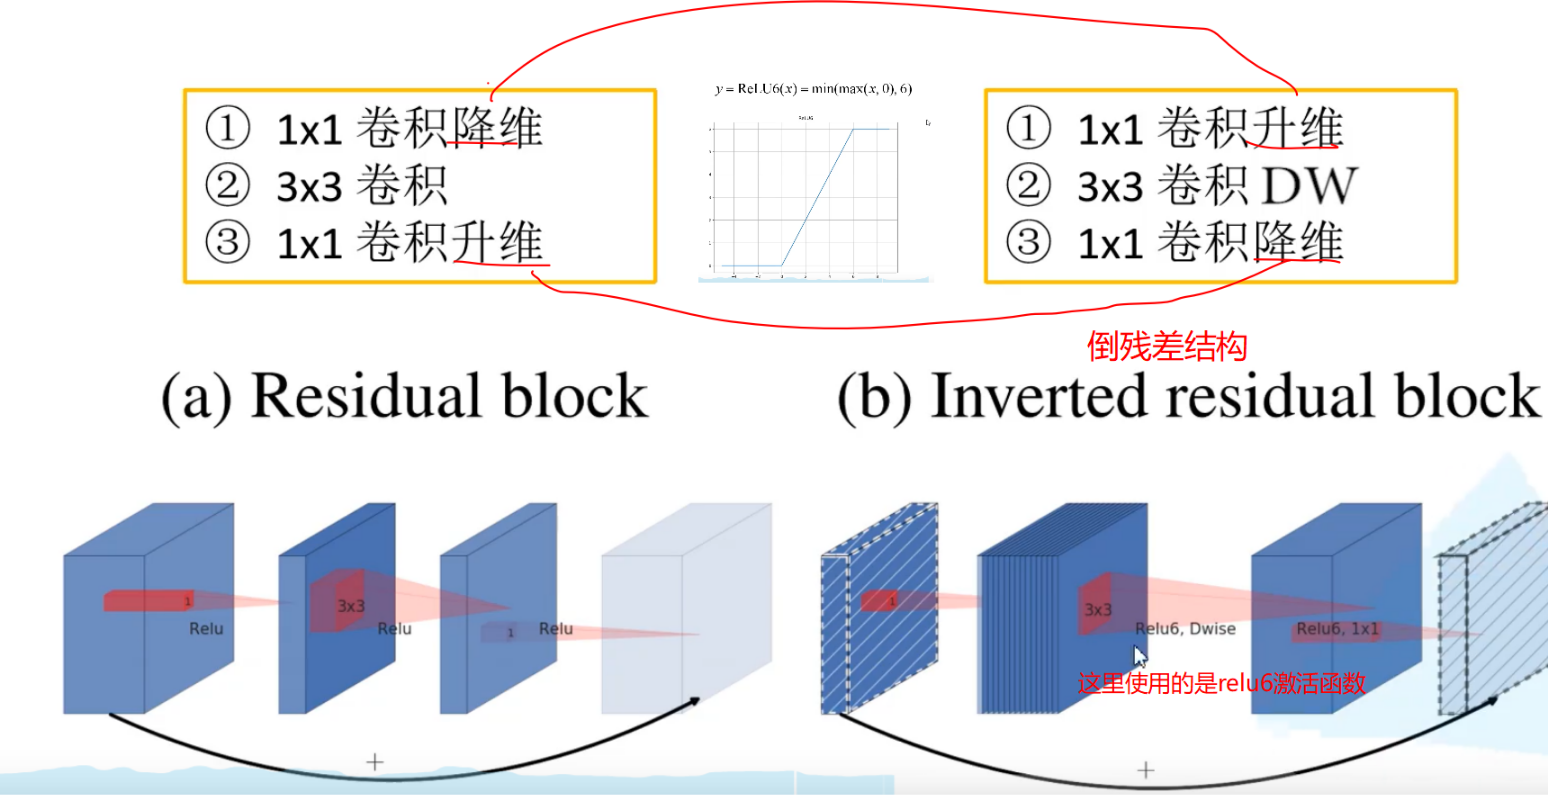 ① 1x1 卷积降维
② 3x3 卷积
③ 1x1 卷积升维
y = ReLU6(x) = min(max(x, 0), 6)
ReLU6
① 1x1 卷积升维
② 3x3 卷积 DW
③ 1x1 卷积降维
倒残差结构
(a) Residual block
(b) Inverted residual block
1
Relu
3x3
Relu
1
Relu
+
1
3x3
Relu6, Dwise
Relu6, 1x1
这里使用的是relu6激活函数
+